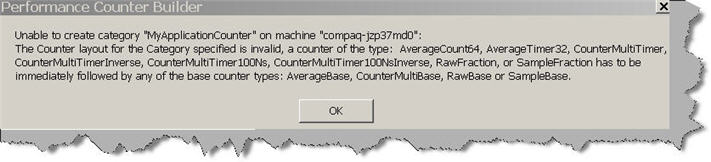 Performance Counter Builder
Unable to create category "MyApplicationCounter" on machine "compaq-jzp37md0":
The Counter layout for the Category specified is invalid, a counter of the type:  AverageCount64, AverageTimer32, CounterMultiTimer,
CounterMultiTimerInverse, CounterMultiTimer100Ns, CounterMultiTimer100NsInverse, RawFraction, or SampleFraction has to be
immediately followed by any of the base counter types: AverageBase, CounterMultiBase, RawBase or SampleBase.
OK